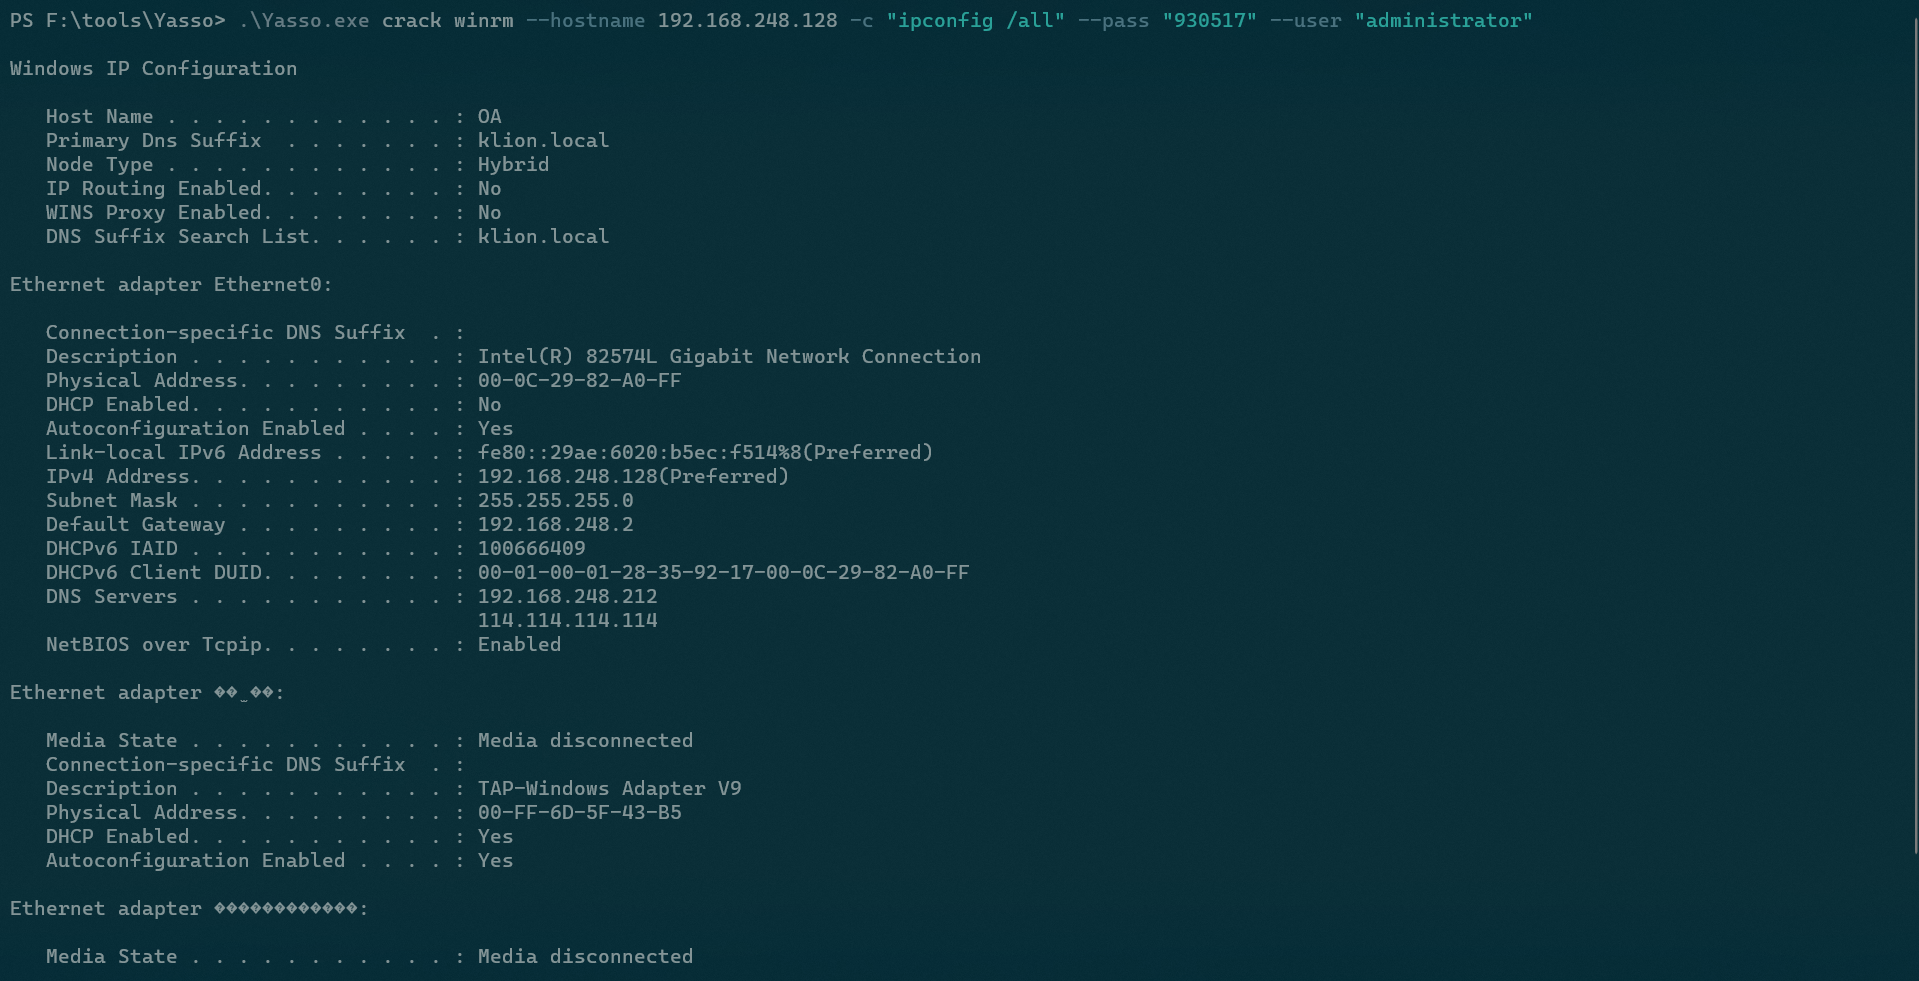 PS F:\tools\Yasso> .\Yasso.exe crack winrm --hostname 192.168.248.128 -c "ipconfig /all" --pass "930517" --user "administrator"
Windows IP Configuration
   Host Name . . . . . . . . . . . . : OA
   Primary Dns Suffix  . . . . . . . : klion.local
   Node Type . . . . . . . . . . . . : Hybrid
   IP Routing Enabled. . . . . . . . : No
   WINS Proxy Enabled. . . . . . . . : No
   DNS Suffix Search List. . . . . . : klion.local
Ethernet adapter Ethernet0:
   Connection-specific DNS Suffix  . :
   Description . . . . . . . . . . . : Intel(R) 82574L Gigabit Network Connection
   Physical Address. . . . . . . . . : 00-0C-29-82-A0-FF
   DHCP Enabled. . . . . . . . . . . : No
   Autoconfiguration Enabled . . . . : Yes
   Link-local IPv6 Address . . . . . : fe80::29ae:6020:b5ec:f514%8(Preferred)
   IPv4 Address. . . . . . . . . . . : 192.168.248.128(Preferred)
   Subnet Mask . . . . . . . . . . . : 255.255.255.0
   Default Gateway . . . . . . . . . : 192.168.248.2
   DHCPv6 IAID . . . . . . . . . . . : 100666409
   DHCPv6 Client DUID. . . . . . . . : 00-01-00-01-28-35-92-17-00-0C-29-82-A0-FF
   DNS Servers . . . . . . . . . . . : 192.168.248.212
                                       114.114.114.114
   NetBIOS over Tcpip. . . . . . . . : Enabled
Ethernet adapter ��_��:
   Media State . . . . . . . . . . . : Media disconnected
   Connection-specific DNS Suffix  . :
   Description . . . . . . . . . . . : TAP-Windows Adapter V9
   Physical Address. . . . . . . . . : 00-FF-6D-5F-43-B5
   DHCP Enabled. . . . . . . . . . . : Yes
   Autoconfiguration Enabled . . . . : Yes
Ethernet adapter ������������:
   Media State . . . . . . . . . . . : Media disconnected